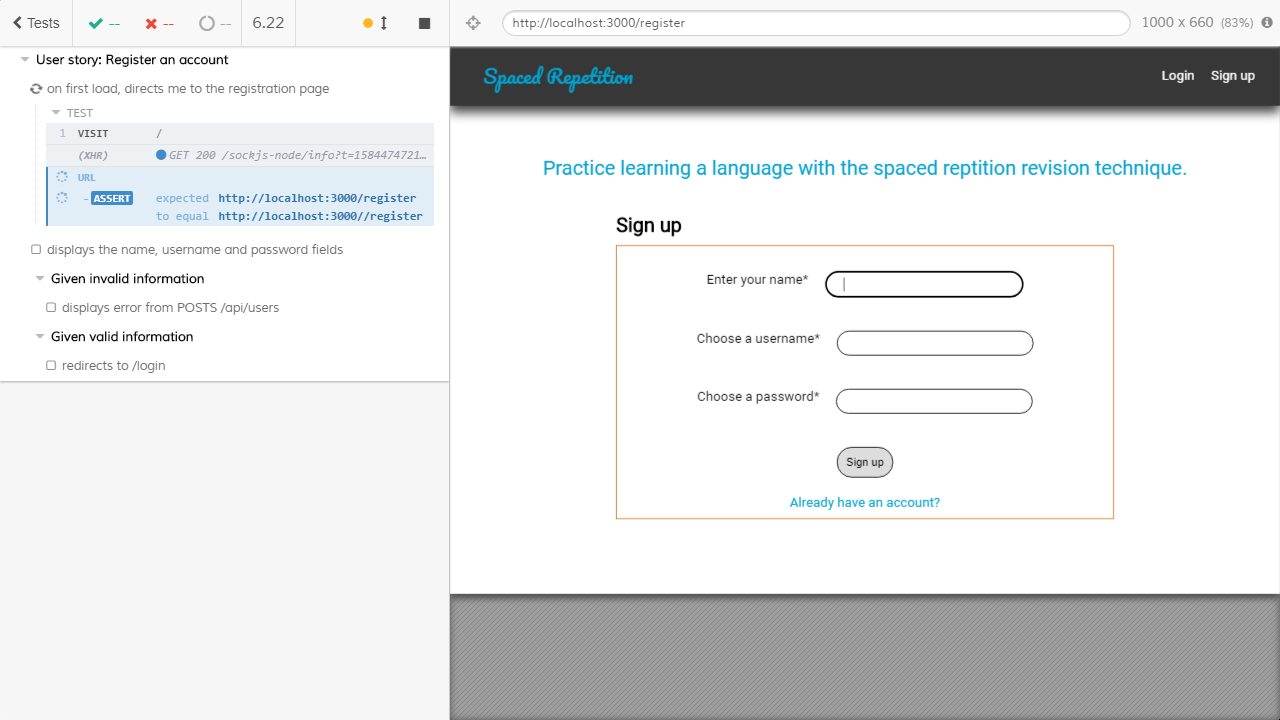 Tests
--
--
--
6.22
http://localhost:3000/register
1000 x 660 (83%)
User story: Register an account
on first load, directs me to the registration page
TEST
1 VISIT /
(XHR) GET 200 /sockjs-node/info?t=1584474721…
URL
- ASSERT expected http://localhost:3000/register
to equal http://localhost:3000//register
displays the name, username and password fields
Given invalid information
displays error from POSTS /api/users
Given valid information
redirects to /login
Spaced Repetition
Login Sign up
Practice learning a language with the spaced reptition revision technique.
Sign up
Enter your name*
Choose a username*
Choose a password*
Sign up
Already have an account?